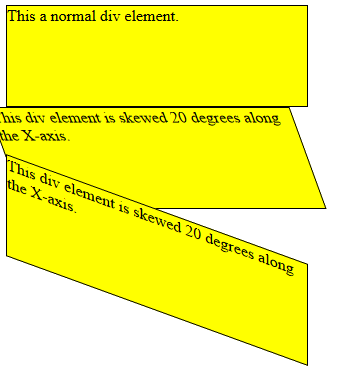 This a normal div element.
This div element is skewed 20 degrees along
the X-axis.
This div element is skewed 20 degrees along
the X-axis.